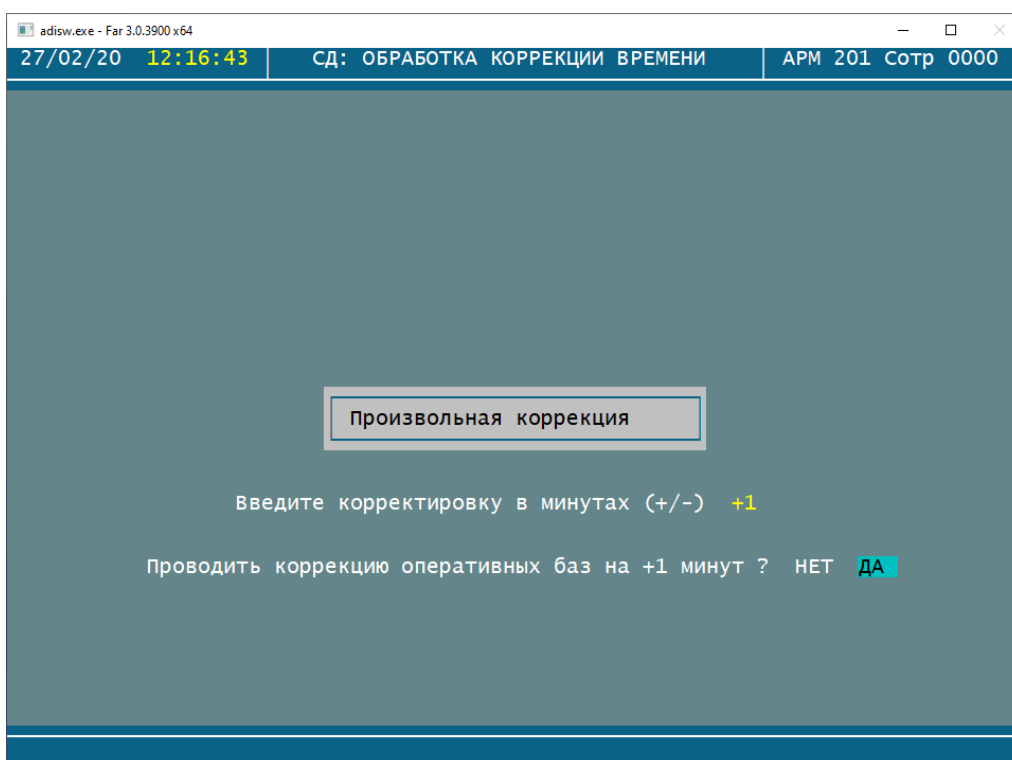 adisw.exe - Far 3.0.3900 x64
27/02/20 12:16:43 СД: ОБРАБОТКА КОРРЕКЦИИ ВРЕМЕНИ АРМ 201 Сотр 0000
Произвольная коррекция
Введите корректировку в минутах (+/-) +1
Проводить коррекцию оперативных баз на +1 минут ? НЕТ ДА